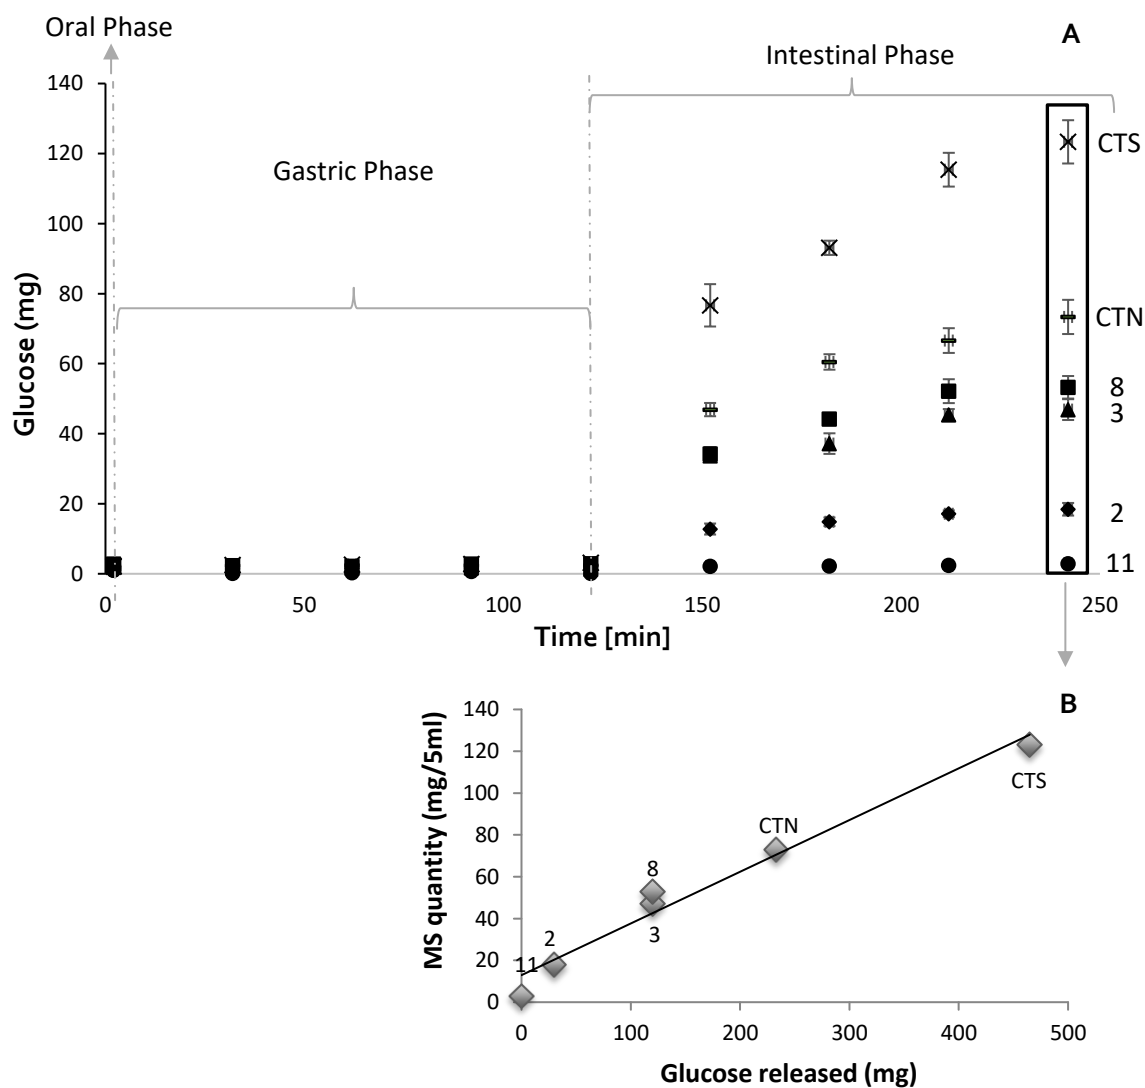 Oral Phase
A
Intestinal Phase
Gastric Phase
Glucose (mg)
140
120
100
80
60
40
20
0
CTS
CTN
8
3
2
11
0 50 100 150 200 250
Time [min]
B
MS quantity (mg/5ml)
140
120
100
80
60
40
20
0
CTS
CTN
8
3
2
11
0 100 200 300 400 500
Glucose released (mg)